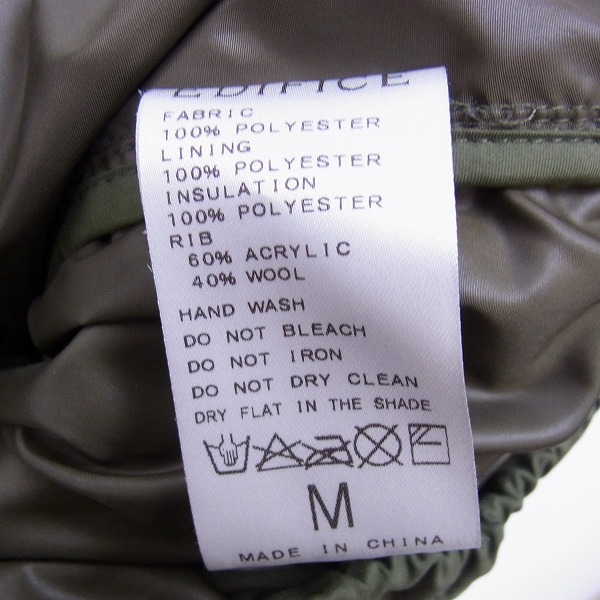 EDIFICE
FABRIC
100% POLYESTER
LINING
100% POLYESTER
INSULATION
100% POLYESTER
RIB
60% ACRYLIC
40% WOOL
HAND WASH
DO NOT BLEACH
DO NOT IRON
DO NOT DRY CLEAN
DRY FLAT IN THE SHADE
M
MADE IN CHINA